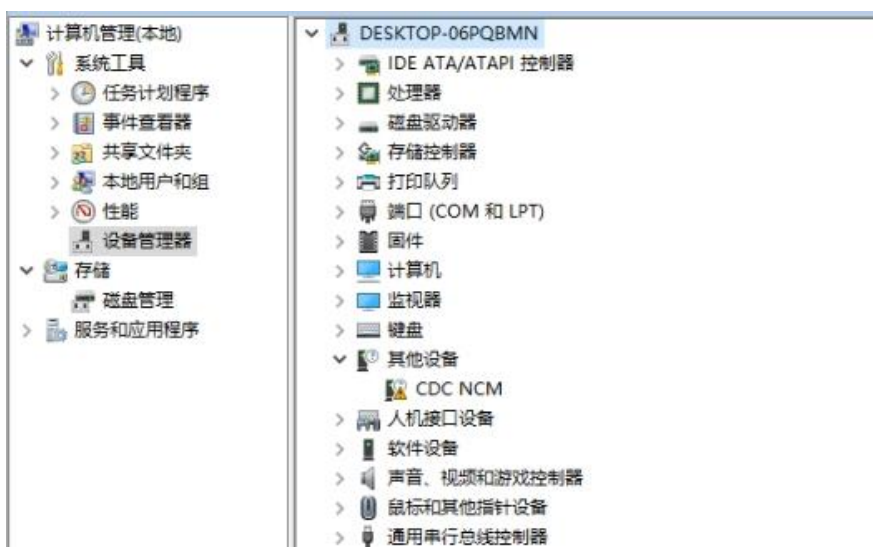 计算机管理(本地)
系统工具
任务计划程序
事件查看器
共享文件夹
本地用户和组
性能
设备管理器
存储
磁盘管理
服务和应用程序
DESKTOP-06PQBMN
IDE ATA/ATAPI 控制器
处理器
磁盘驱动器
存储控制器
打印队列
端口 (COM 和 LPT)
固件
计算机
监视器
键盘
其他设备
CDC NCM
人机接口设备
软件设备
声音、视频和游戏控制器
鼠标和其他指针设备
通用串行总线控制器